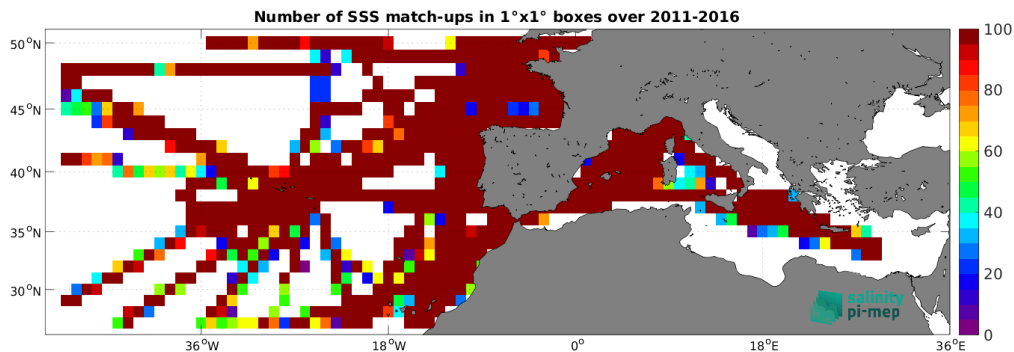 Number of SSS match-ups in 1°x1° boxes over 2011-2016
50°N
45°N
40°N
35°N
30°N
36°W
18°W
0°
18°E
36°E
100
80
60
40
20
0
salinity
pi-mep